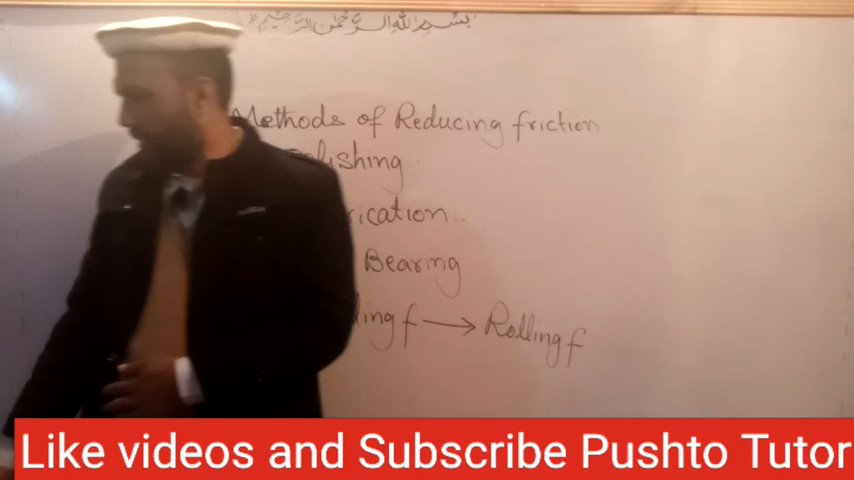 بسم الله الرحمن الرحيم
Methods of Reducing friction
lishing
rication
Bearing
ling f → Rolling f
Like videos and Subscribe Pushto Tutor